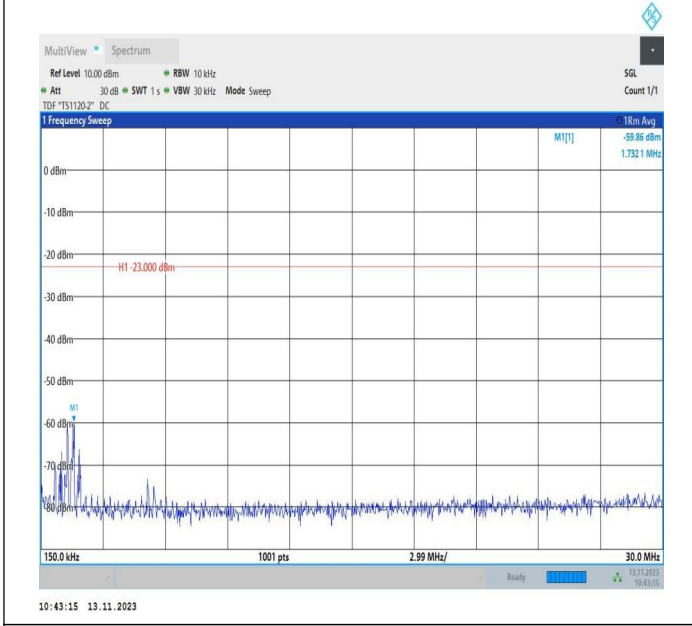 R S
MultiView Spectrum
Ref Level 10.00 dBm RBW 10 kHz SGL
Att 30 dB SWT 1 s VBW 30 kHz Mode Sweep Count 1/1
TDF "TS1120-2" DC
1 Frequency Sweep 1Rm Avg
M1[1] -59.86 dBm
1.732 1 MHz
0 dBm
-10 dBm
-20 dBm
H1 -23.000 dBm
-30 dBm
-40 dBm
-50 dBm
M1
-60 dBm
-70 dBm
-80 dBm
150.0 kHz 1001 pts 2.99 MHz/ 30.0 MHz
Ready 13.11.2023
10:43:15
10:43:15 13.11.2023